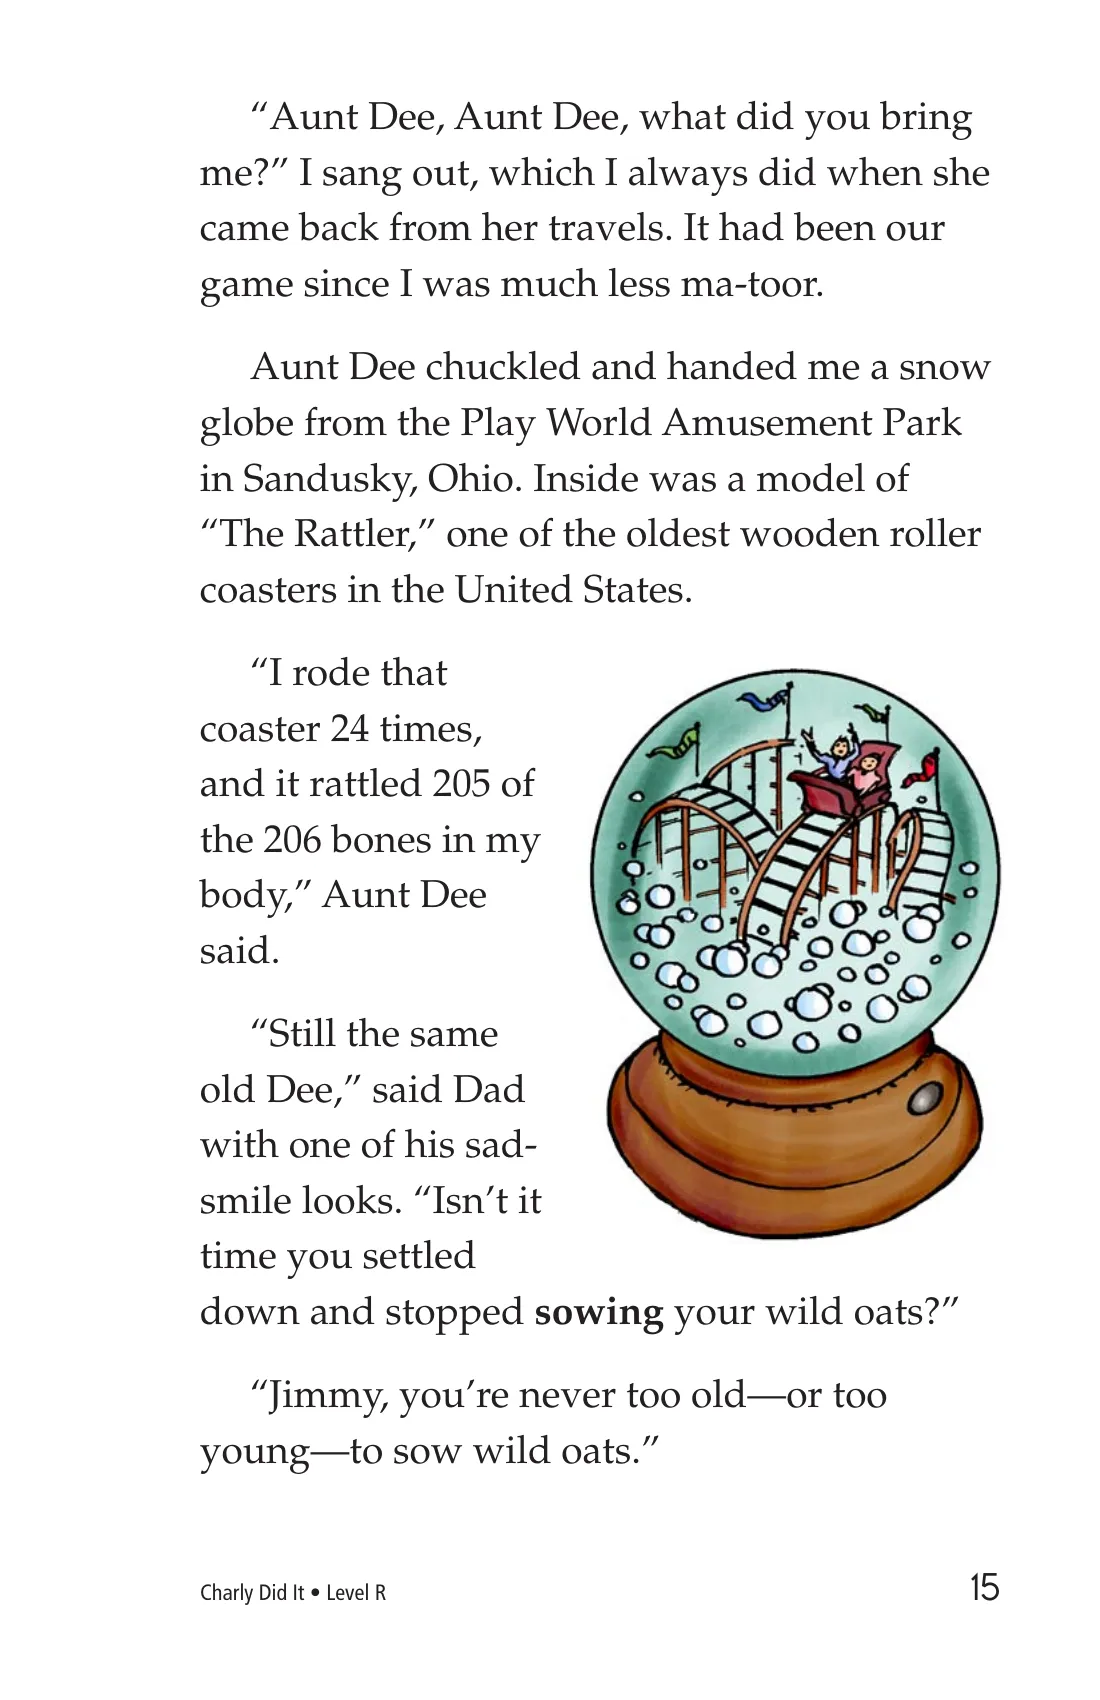 “Aunt Dee, Aunt Dee, what did you bring
me?” I sang out, which I always did when she
came back from her travels. It had been our
game since I was much less ma-toor.
Aunt Dee chuckled and handed me a snow
globe from the Play World Amusement Park
in Sandusky, Ohio. Inside was a model of
“The Rattler,” one of the oldest wooden roller
coasters in the United States.
“I rode that
coaster 24 times,
and it rattled 205 of
the 206 bones in my
body,” Aunt Dee
said.
“Still the same
old Dee,” said Dad
with one of his sad-
smile looks. “Isn’t it
time you settled
down and stopped sowing your wild oats?”
“Jimmy, you’re never too old—or too
young—to sow wild oats.”
Charly Did It • Level R
15